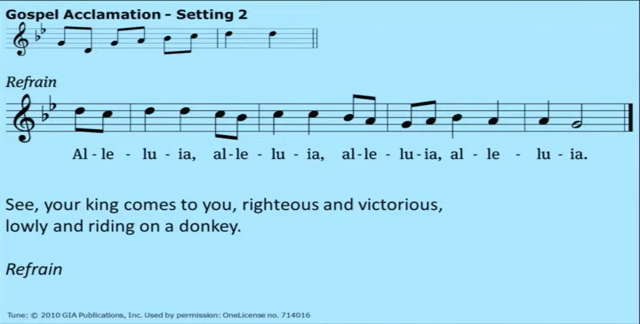 Gospel Acclamation - Setting 2
Refrain
Al - le - lu - ia, al - le - lu - ia, al - le - lu - ia, al - le - lu - ia.
See, your king comes to you, righteous and victorious,
lowly and riding on a donkey.
Refrain
Tune: © 2010 GIA Publications, Inc. Used by permission: OneLicense no. 714016